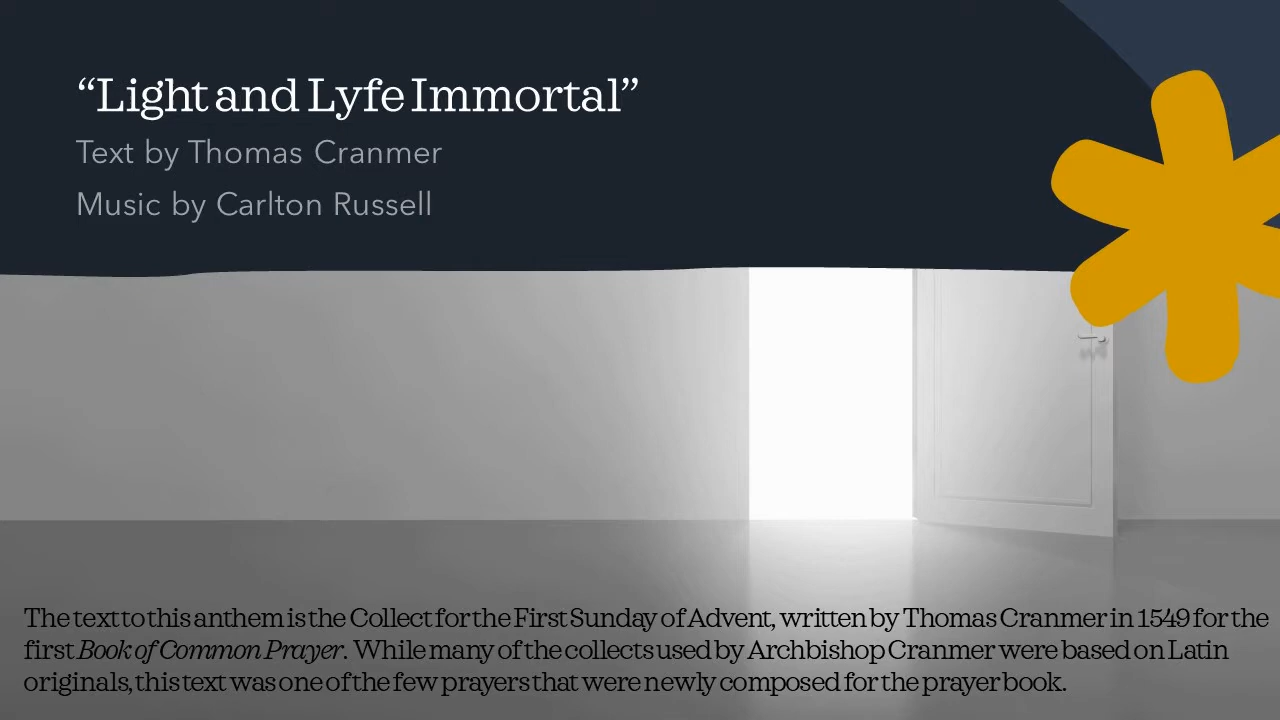 “Light and Lyfe Immortal”
Text by Thomas Cranmer
Music by Carlton Russell
The text to this anthem is the Collect for the First Sunday of Advent, written by Thomas Cranmer in 1549 for the
first Book of Common Prayer. While many of the collects used by Archbishop Cranmer were based on Latin
originals, this text was one of the few prayers that were newly composed for the prayer book.